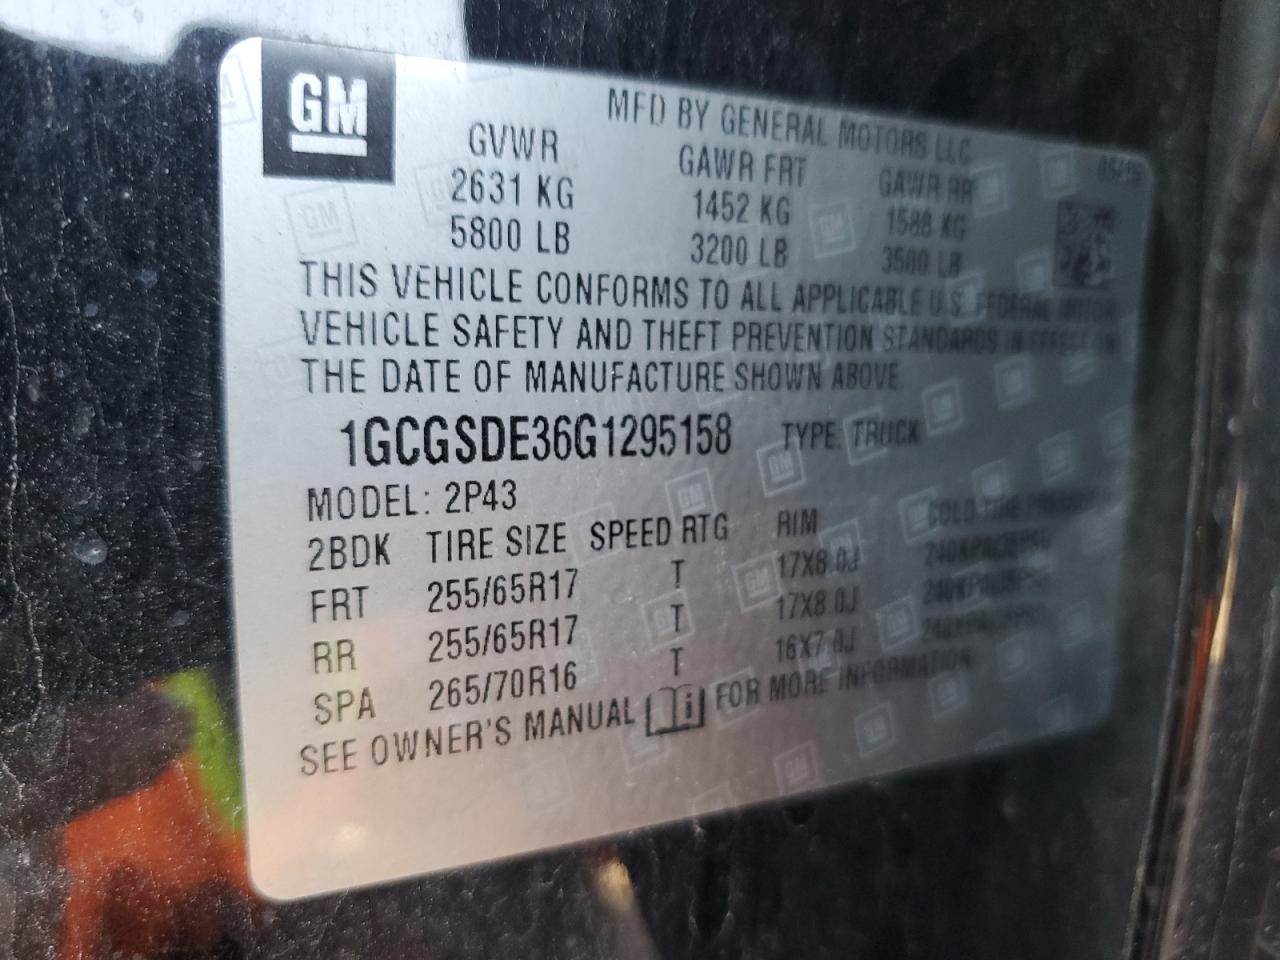 GM
MFD BY GENERAL MOTORS LLC
GVWR GAWR FRT GAWR RR
2631 KG 1452 KG 1588 KG
5800 LB 3200 LB 3500 LB
THIS VEHICLE CONFORMS TO ALL APPLICABLE U.S. FEDERAL MOTOR
VEHICLE SAFETY AND THEFT PREVENTION STANDARDS IN EFFECT ON
THE DATE OF MANUFACTURE SHOWN ABOVE.
1GCGSDE36G1295158 TYPE: TRUCK
MODEL: 2P43
2BDK TIRE SIZE SPEED RTG RIM COLD TIRE
FRT 255/65R17 T 17X8.0J
RR 255/65R17 T 17X8.0J
SPA 265/70R16 T 16X7.0J
SEE OWNER'S MANUAL FOR MORE INFORMATION